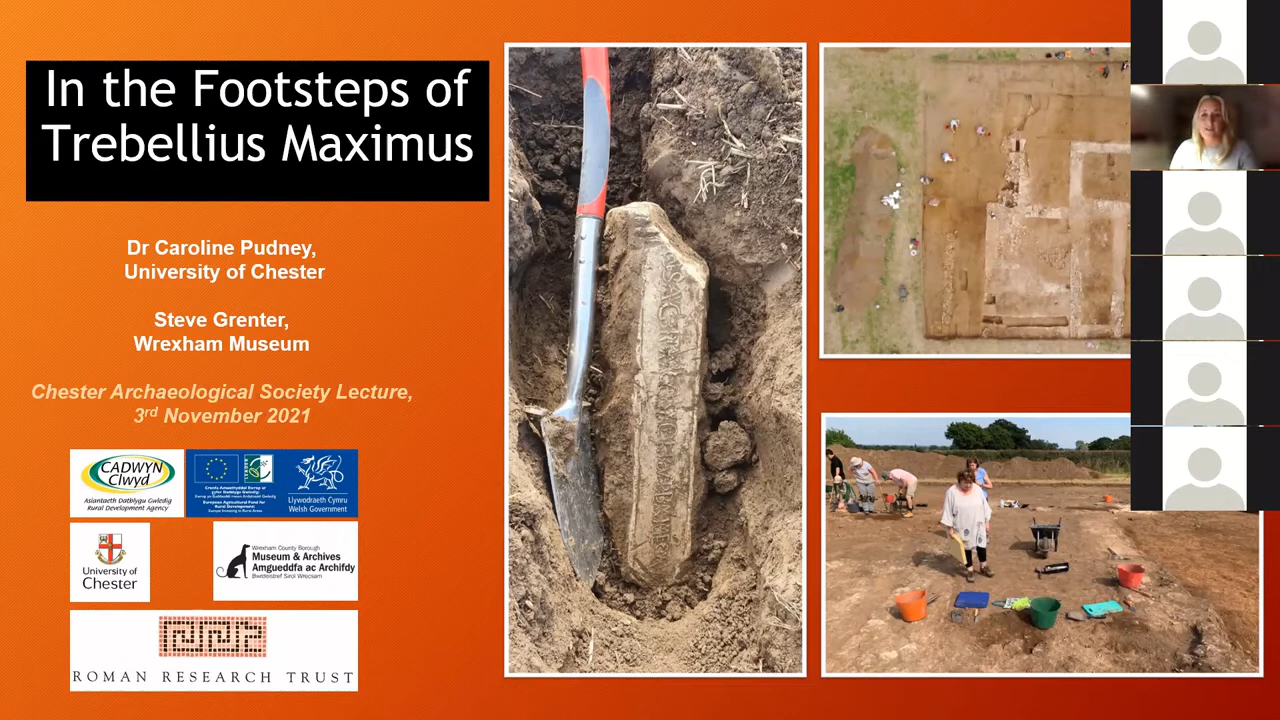 In the Footsteps of
Trebellius Maximus
Dr Caroline Pudney,
University of Chester
Steve Grenter,
Wrexham Museum
Chester Archaeological Society Lecture,
3rd November 2021
CADWYN
Clwyd
Asiantaeth Datblygu Gwledig
Rural Development Agency
Llywodraeth Cymru
Welsh Government
University of
Chester
Wrexham County Borough
Museum & Archives
Amgueddfa ac Archifdy
Bwrdeistref Sirol Wrecsam
ROMAN RESEARCH TRUST